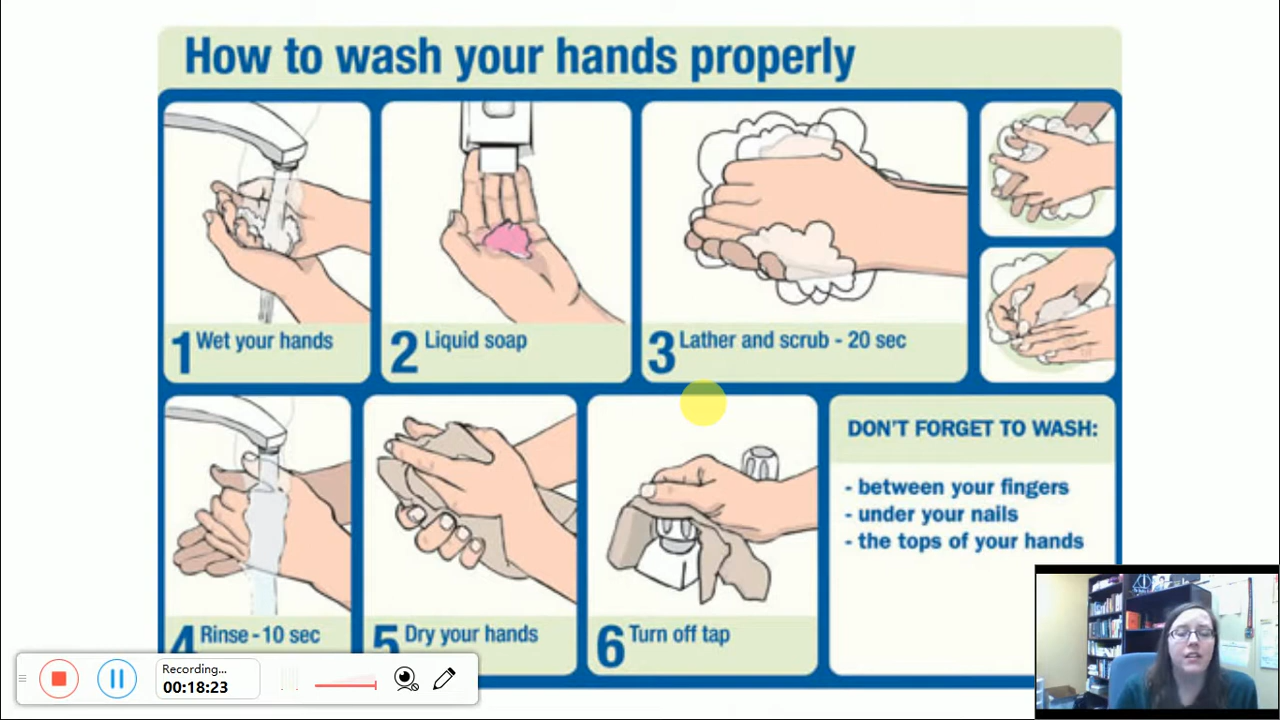 How to wash your hands properly
1 Wet your hands
2 Liquid soap
3 Lather and scrub - 20 sec
4 Rinse - 10 sec
5 Dry your hands
6 Turn off tap
DON'T FORGET TO WASH:
- between your fingers
- under your nails
- the tops of your hands
Recording...
00:18:23